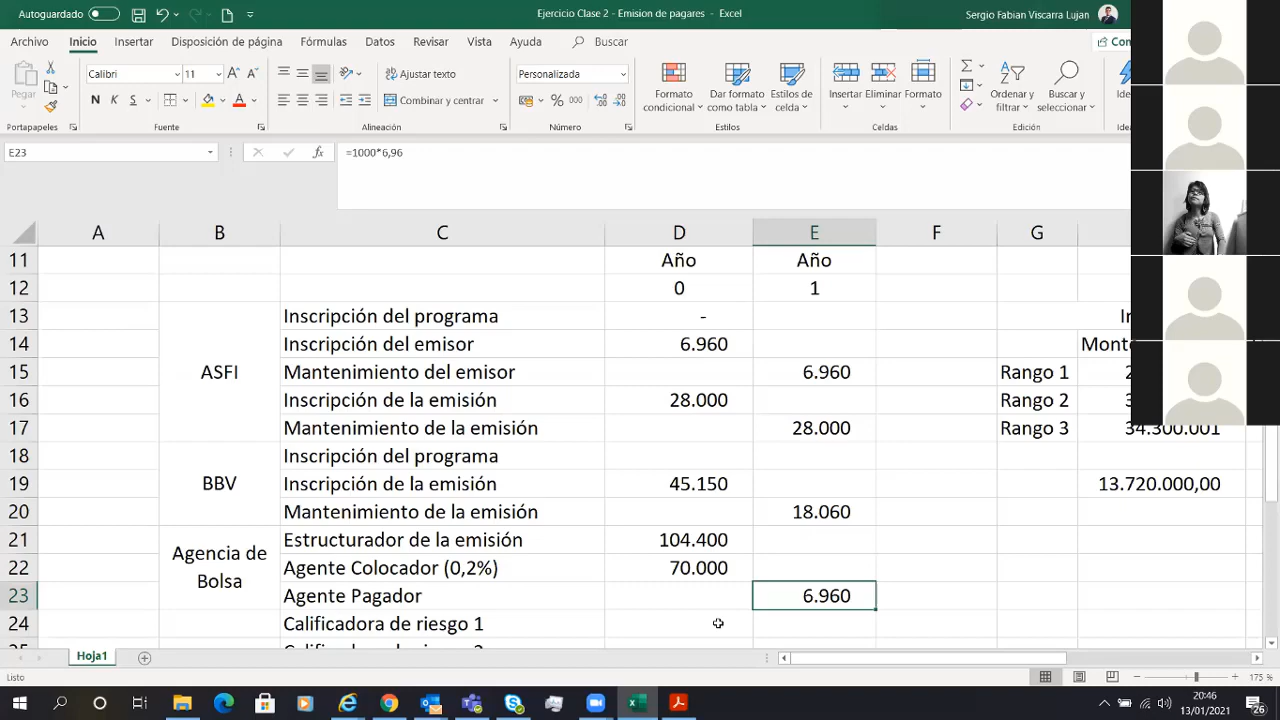 Autoguardado
Ejercicio Clase 2 - Emision de pagares - Excel
Sergio Fabian Viscarra Lujan
Archivo Inicio Insertar Disposición de página Fórmulas Datos Revisar Vista Ayuda Buscar
Pegar
Calibri 11
N K S
Ajustar texto
Combinar y centrar
Personalizada
% 000
Formato condicional
Dar formato como tabla
Estilos de celda
Insertar Eliminar Formato
Ordenar y filtrar
Buscar y seleccionar
Portapapeles Fuente Alineación Número Estilos Celdas Edición
E23 fx =1000*6,96
A B C D E F G
11 Año Año
12 0 1
13 Inscripción del programa -
14 Inscripción del emisor 6.960
15 ASFI Mantenimiento del emisor 6.960 Rango 1
16 Inscripción de la emisión 28.000 Rango 2
17 Mantenimiento de la emisión 28.000 Rango 3 34.300.001
18 Inscripción del programa
19 BBV Inscripción de la emisión 45.150 13.720.000,00
20 Mantenimiento de la emisión 18.060
21 Estructurador de la emisión 104.400
Agencia de
Bolsa
22 Agente Colocador (0,2%) 70.000
23 Agente Pagador 6.960
24 Calificadora de riesgo 1
Hoja1
Listo
175 %
20:46
13/01/2021
26